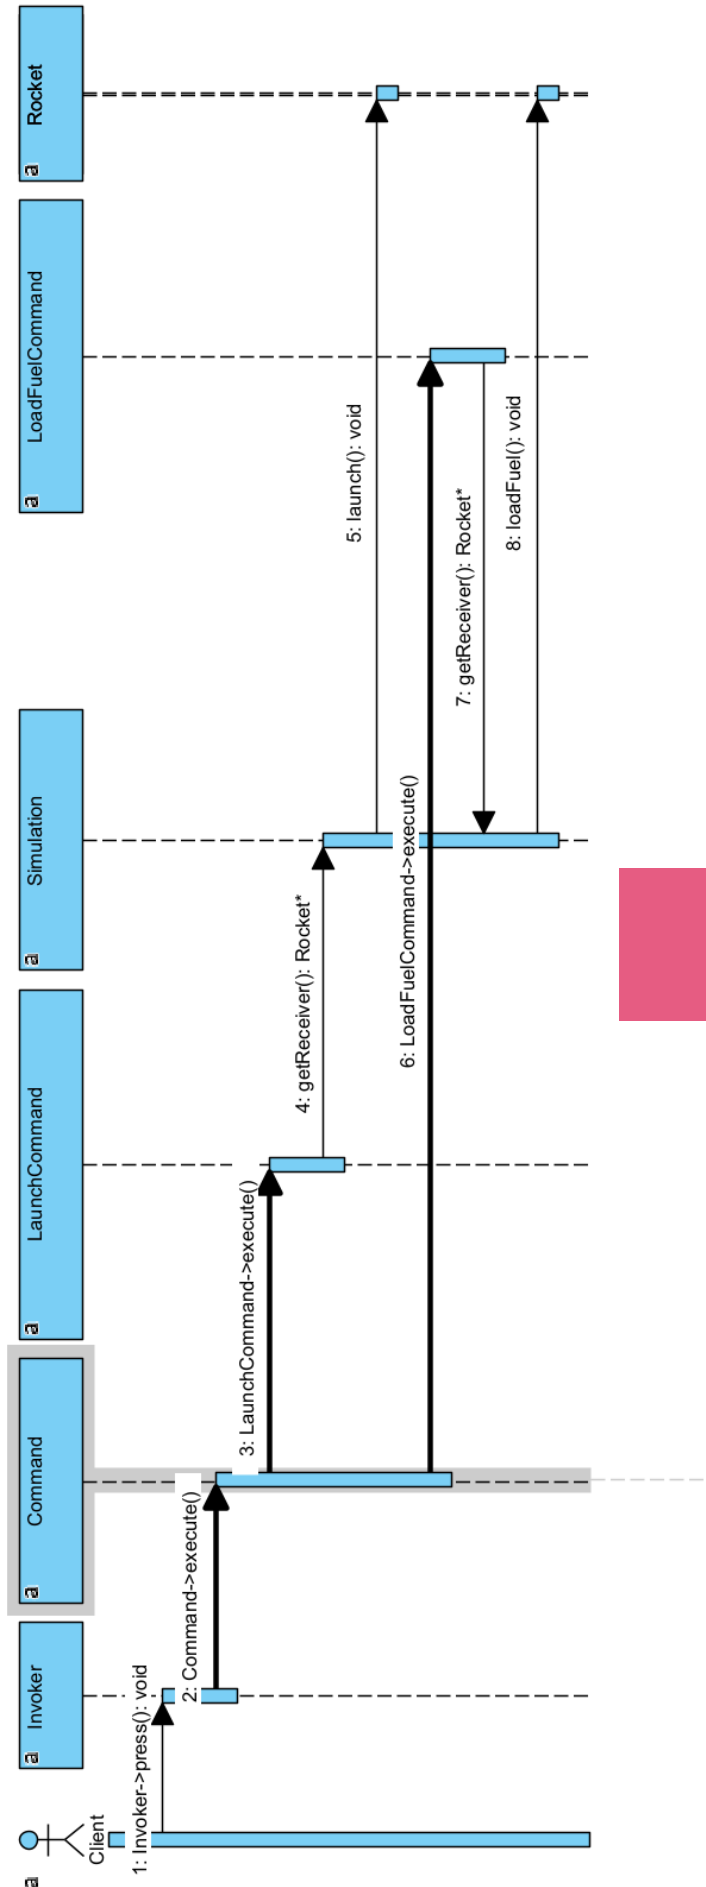 a
Client
a
Invoker
a
Command
a
LaunchCommand
a
Simulation
a
LoadFuelCommand
a
Rocket
1: Invoker->press(): void
2: Command->execute()
3: LaunchCommand->execute()
4: getReceiver(): Rocket*
5: launch(): void
6: LoadFuelCommand->execute()
7: getReceiver(): Rocket*
8: loadFuel(): void